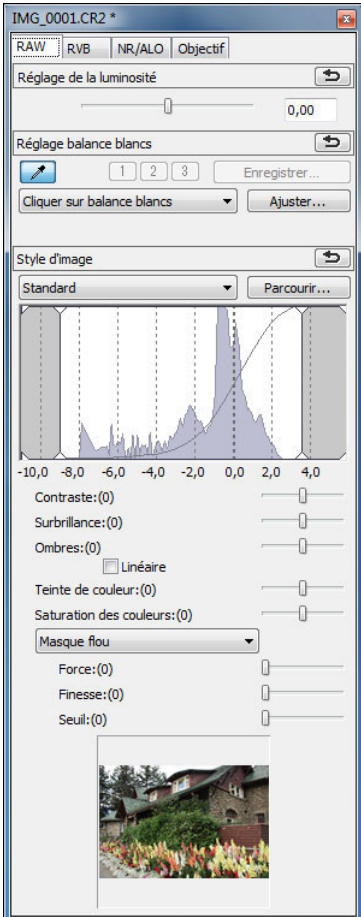 IMG_0001.CR2 *
RAW RVB NR/ALO Objectif
Réglage de la luminosité
0,00
Réglage balance blancs
1 2 3 Enregistrer...
Cliquer sur balance blancs Ajuster...
Style d'image
Standard Parcourir...
-10,0 -8,0 -6,0 -4,0 -2,0 0,0 2,0 4,0
Contraste:(0)
Surbrillance:(0)
Ombres:(0)
Linéaire
Teinte de couleur:(0)
Saturation des couleurs:(0)
Masque flou
Force:(0)
Finesse:(0)
Seuil:(0)